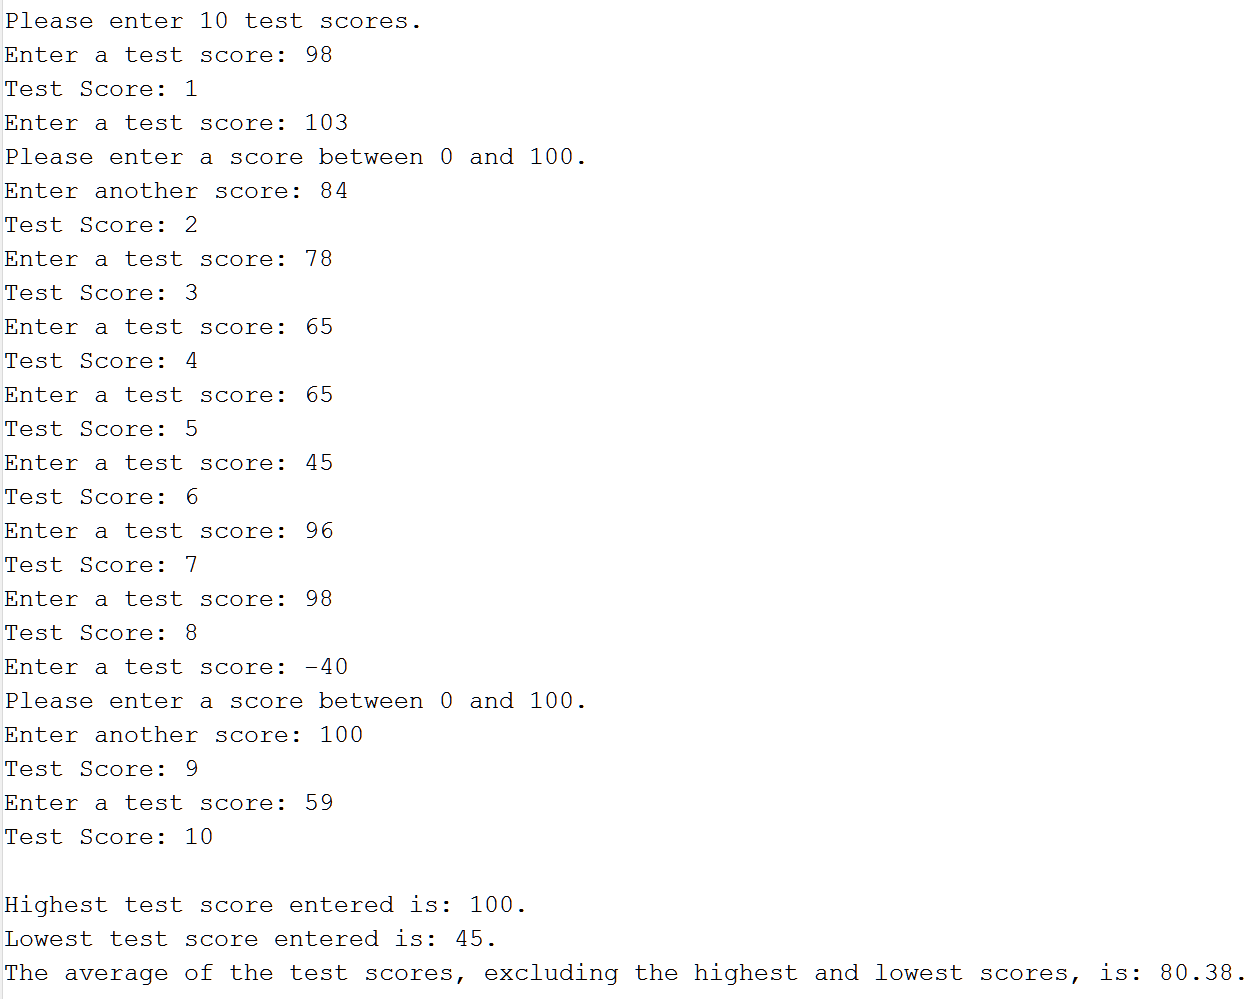 Please enter 10 test scores.
Enter a test score: 98
Test Score: 1
Enter a test score: 103
Please enter a score between 0 and 100.
Enter another score: 84
Test Score: 2
Enter a test score: 78
Test Score: 3
Enter a test score: 65
Test Score: 4
Enter a test score: 65
Test Score: 5
Enter a test score: 45
Test Score: 6
Enter a test score: 96
Test Score: 7
Enter a test score: 98
Test Score: 8
Enter a test score: -40
Please enter a score between 0 and 100.
Enter another score: 100
Test Score: 9
Enter a test score: 59
Test Score: 10
Highest test score entered is: 100.
Lowest test score entered is: 45.
The average of the test scores, excluding the highest and lowest scores, is: 80.38.